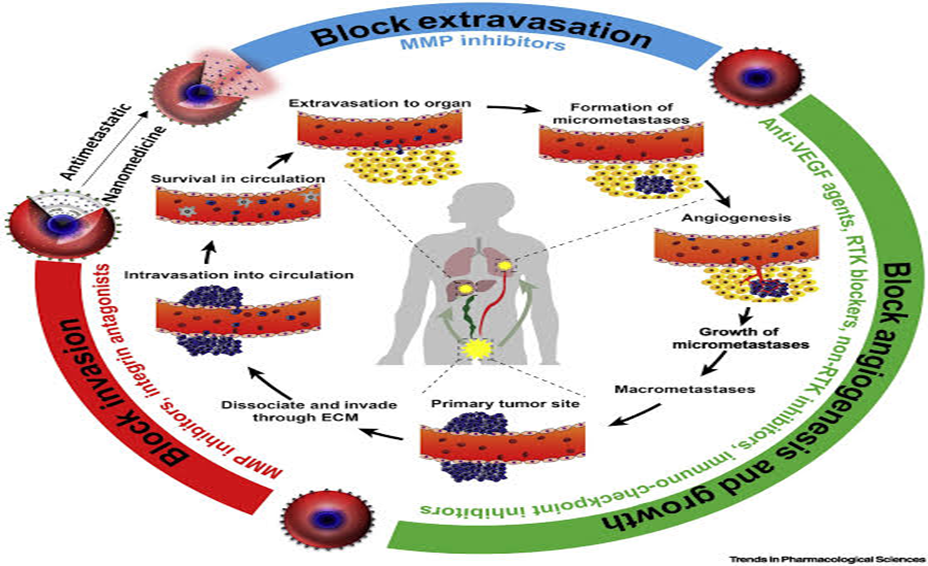 Block extravasation
MMP inhibitors
Antimetastatic
Nanomedicine
Extravasation to organ
Formation of
micrometastases
Survival in circulation
Angiogenesis
Intravasation into circulation
Growth of
micrometastases
Macrometastases
Dissociate and invade
through ECM
Primary tumor site
Block invasion
MMP inhibitors, integrin antagonists
Anti-VEGF agents, RTK blockers, non-RTK inhibitors, immuno-checkpoint inhibitors
Block angiogenesis and growth
Trends in Pharmacological Sciences